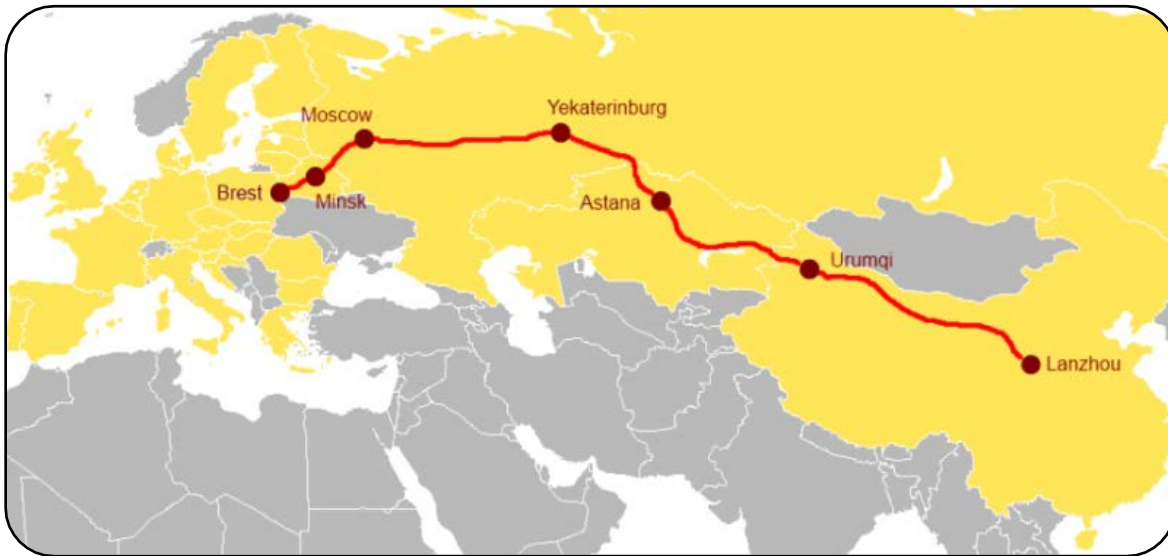 Yekaterinburg
Moscow
Brest
Minsk
Astana
Urumqi
Lanzhou